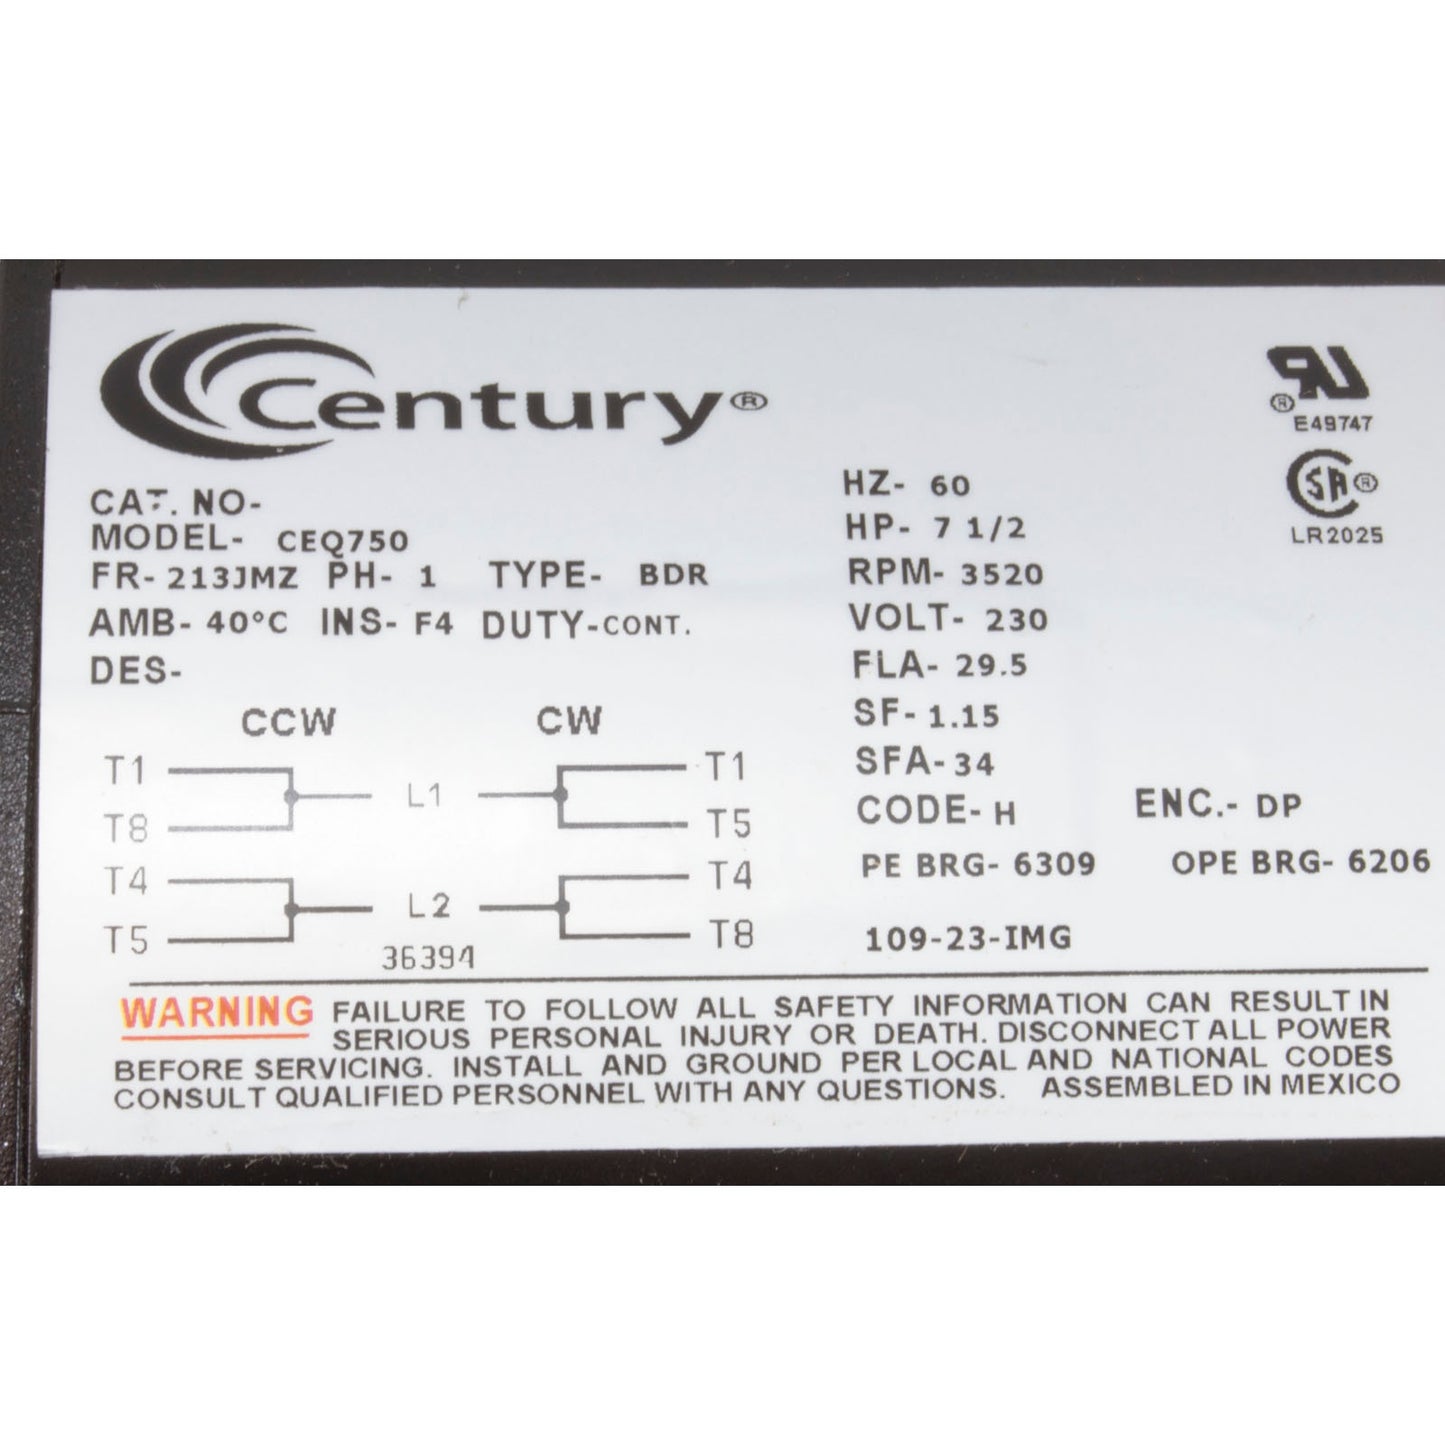 Century®
CAT. NO-
MODEL- CEQ750
FR- 213JMZ PH- 1 TYPE- BDR
AMB- 40°C INS- F4 DUTY-CONT.
DES-
CCW CW
T1 L1 T1
T8 T5
T4 L2 T4
T5 T8
36394
HZ- 60
HP- 7 1/2
RPM- 3520
VOLT- 230
FLA- 29.5
SF- 1.15
SFA- 34
CODE- H ENC.- DP
PE BRG- 6309 OPE BRG- 6206
109-23-IMG
RU®
E49747
CSA®
LR2025
WARNING FAILURE TO FOLLOW ALL SAFETY INFORMATION CAN RESULT IN
SERIOUS PERSONAL INJURY OR DEATH. DISCONNECT ALL POWER
BEFORE SERVICING. INSTALL AND GROUND PER LOCAL AND NATIONAL CODES
CONSULT QUALIFIED PERSONNEL WITH ANY QUESTIONS. ASSEMBLED IN MEXICO